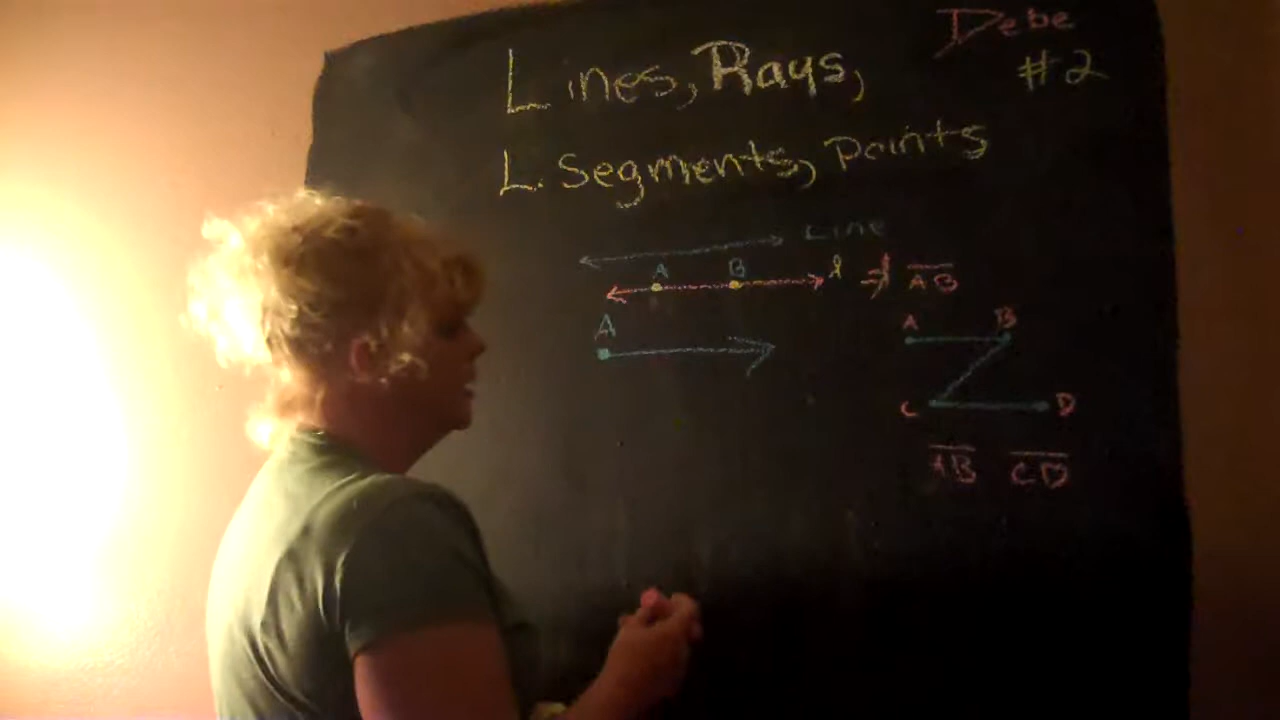 Debe
#2
Lines, Rays,
L. Segments, points
Line
A B l AB
A
A B
C D
AB CD